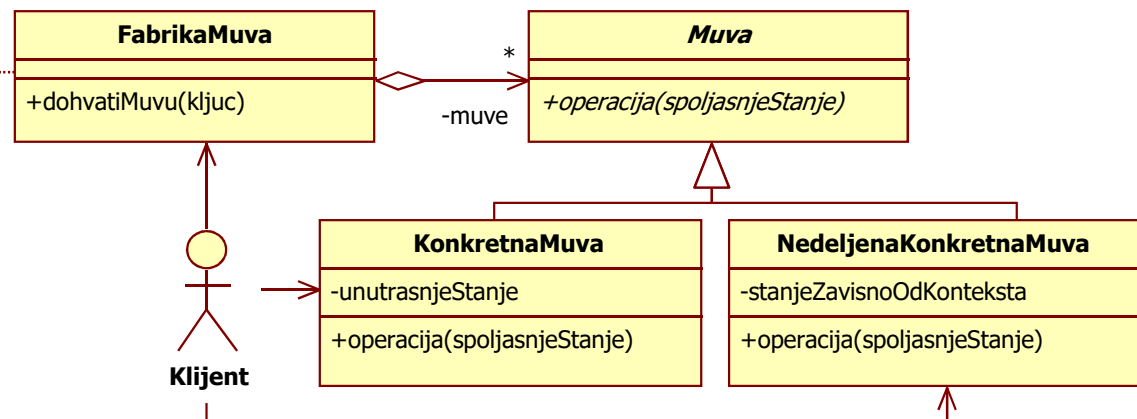 FabrikaMuva
+dohvatiMuvu(kljuc)
*
-muve
Muva
+operacija(spoljasnjeStanje)
KonkretnaMuva
-unutrasnjeStanje
+operacija(spoljasnjeStanje)
NedeljenaKonkretnaMuva
-stanjeZavisnoOdKonteksta
+operacija(spoljasnjeStanje)
Klijent